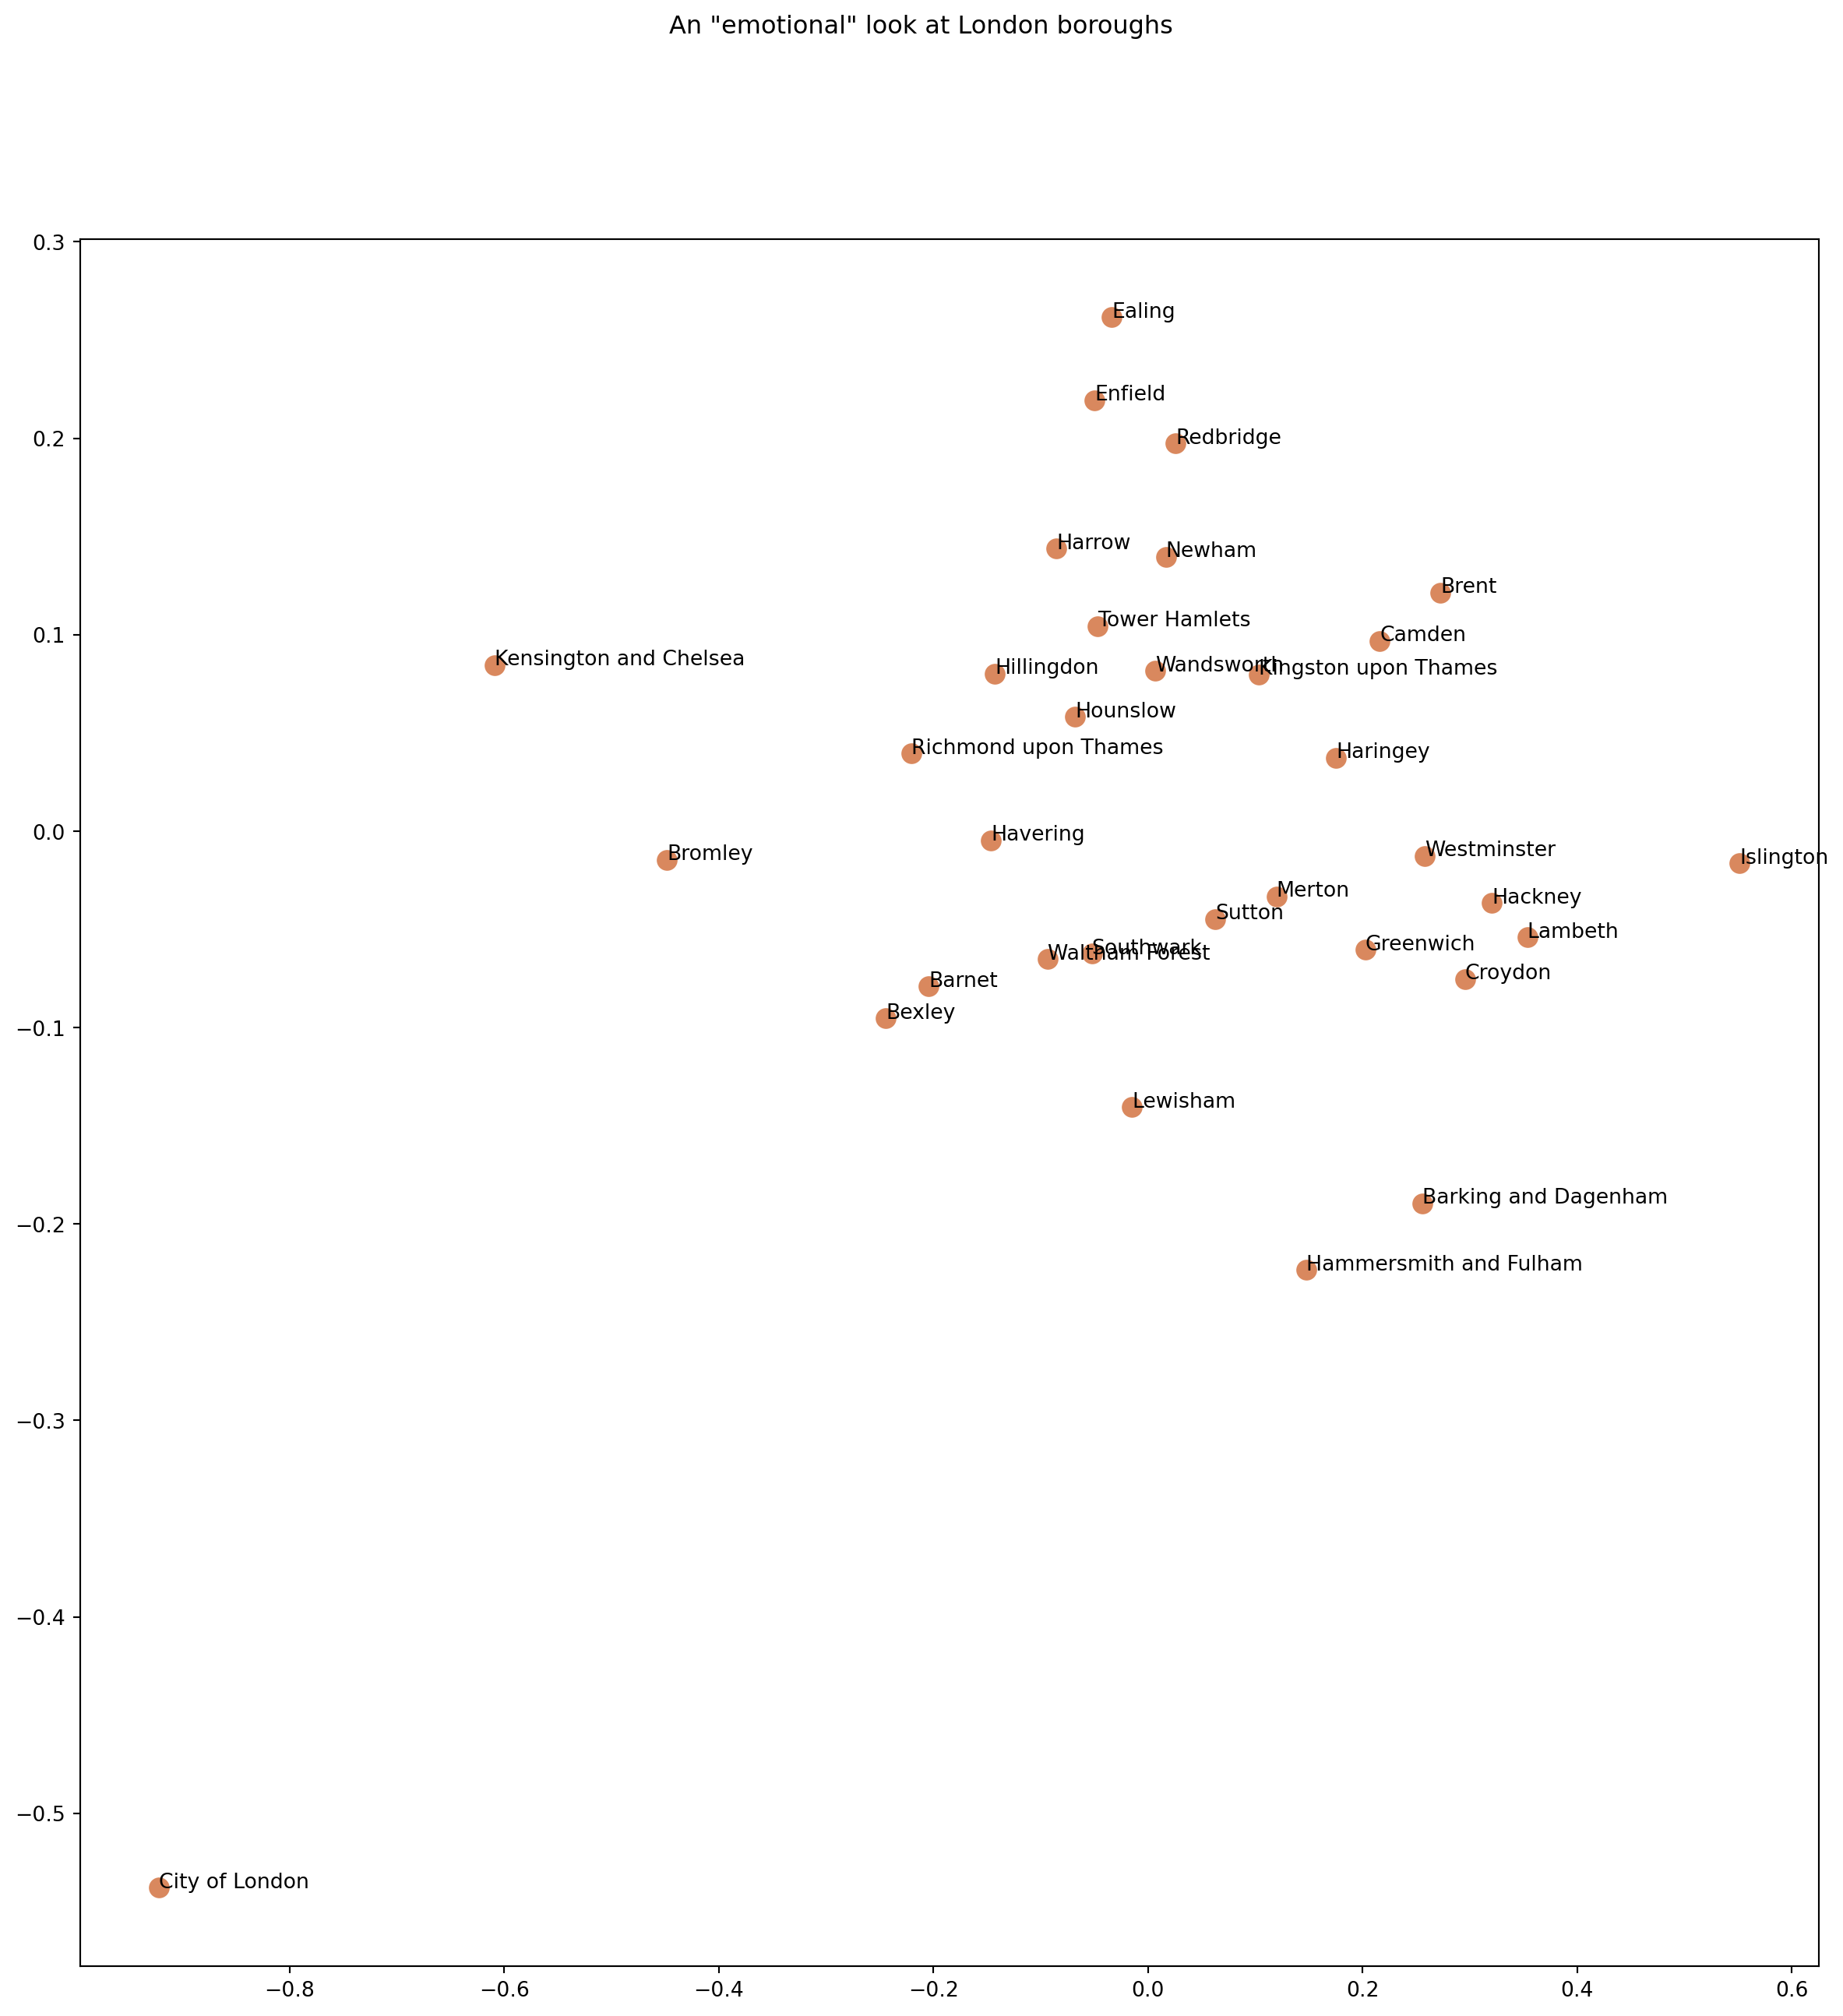 An "emotional" look at London boroughs
0.3
Ealing
Enfield
0.2
Redbridge
Harrow
Newham
Brent
Tower Hamlets
0.1
Camden
Kensington and Chelsea
Hillingdon
Wandsworth
Kingston upon Thames
Hounslow
Richmond upon Thames
Haringey
0.0
Havering
Bromley
Westminster
Islington
Merton
Hackney
Sutton
Lambeth
Southwark
Waltham Forest
Greenwich
Croydon
Barnet
Bexley
−0.1
Lewisham
−0.2
Barking and Dagenham
Hammersmith and Fulham
−0.3
−0.4
−0.5
City of London
−0.8 −0.6 −0.4 −0.2 0.0 0.2 0.4 0.6